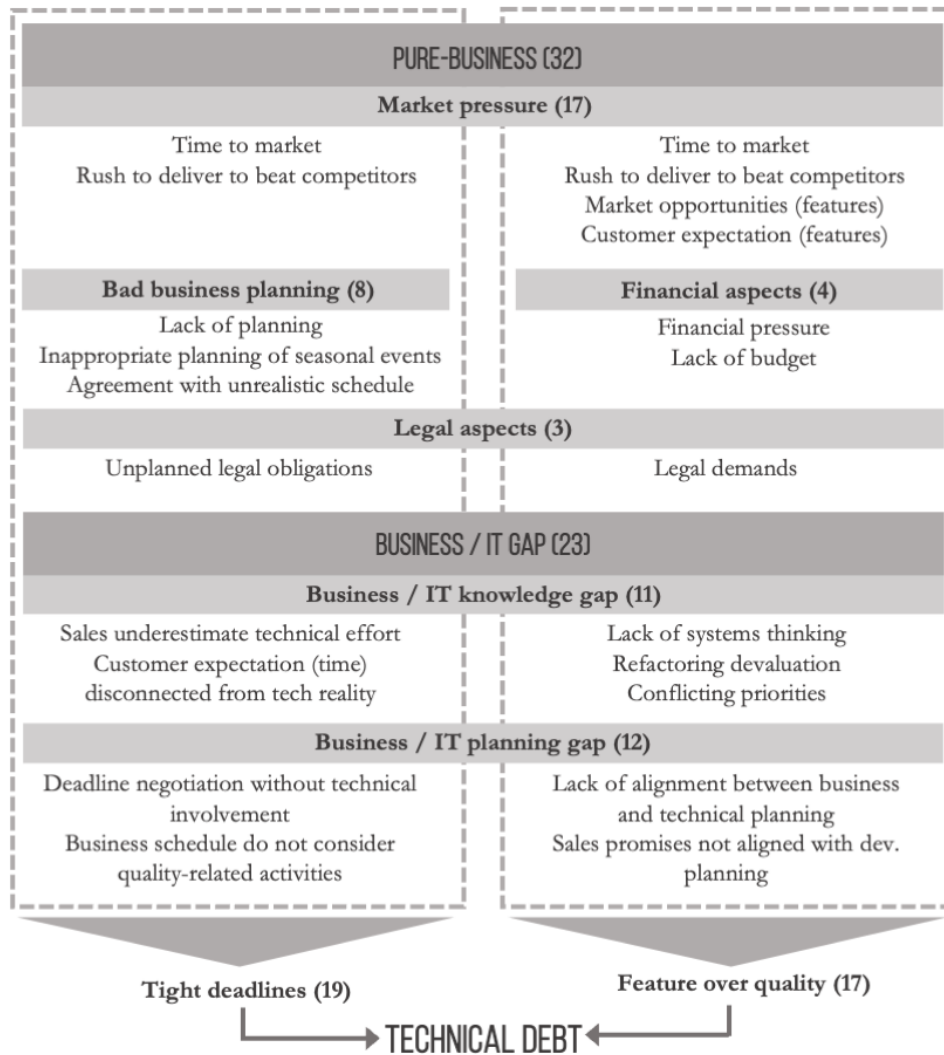 PURE-BUSINESS (32)
Market pressure (17)
Time to market
Rush to deliver to beat competitors
Time to market
Rush to deliver to beat competitors
Market opportunities (features)
Customer expectation (features)
Bad business planning (8)
Lack of planning
Inappropriate planning of seasonal events
Agreement with unrealistic schedule
Financial aspects (4)
Financial pressure
Lack of budget
Legal aspects (3)
Unplanned legal obligations
Legal demands
BUSINESS / IT GAP (23)
Business / IT knowledge gap (11)
Sales underestimate technical effort
Customer expectation (time)
disconnected from tech reality
Lack of systems thinking
Refactoring devaluation
Conflicting priorities
Business / IT planning gap (12)
Deadline negotiation without technical
involvement
Business schedule do not consider
quality-related activities
Lack of alignment between business
and technical planning
Sales promises not aligned with dev.
planning
Tight deadlines (19)
Feature over quality (17)
TECHNICAL DEBT